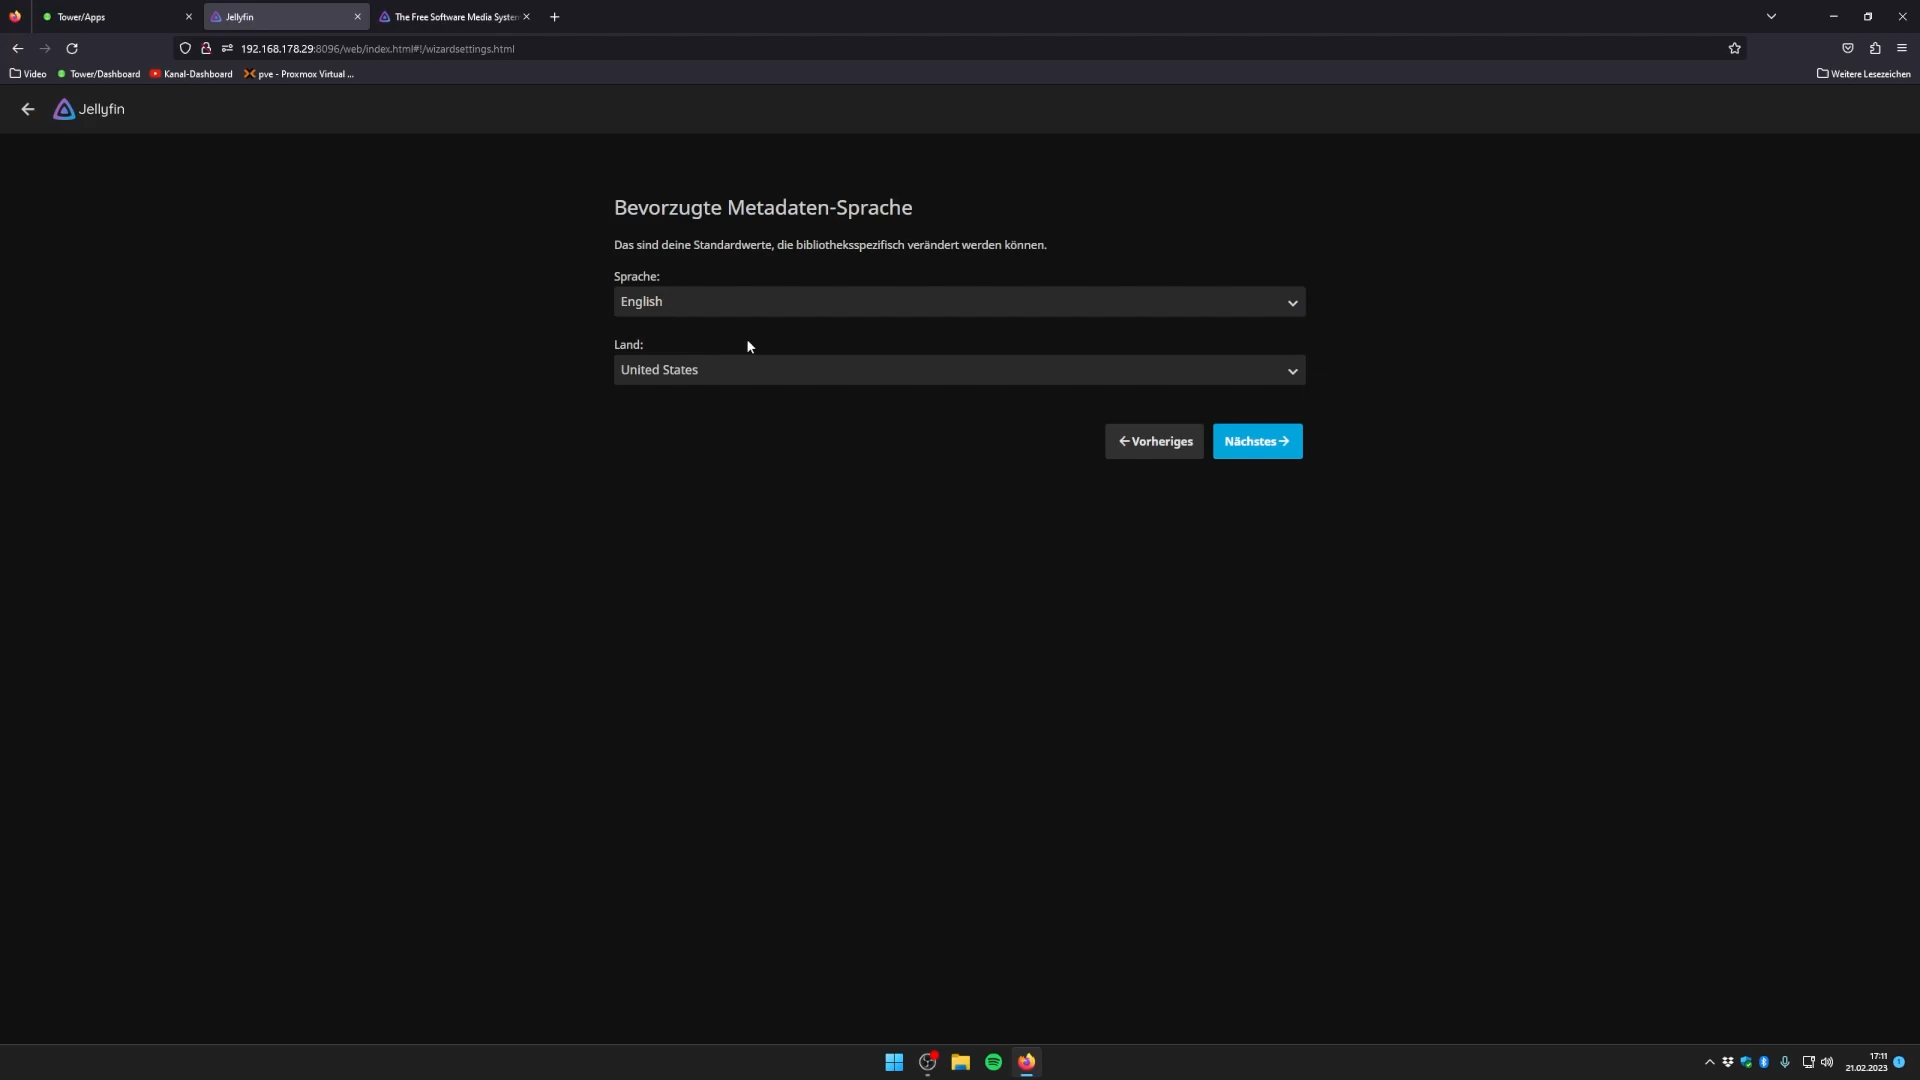 Tower/Apps
Jellyfin
The Free Software Media System
192.168.178.29:8096/web/index.html#!/wizardsettings.html
Video
Tower/Dashboard
Kanal-Dashboard
pve - Proxmox Virtual ...
Weitere Lesezeichen
Jellyfin
Bevorzugte Metadaten-Sprache
Das sind deine Standardwerte, die bibliotheksspezifisch verändert werden können.
Sprache:
English
Land:
United States
Vorheriges
Nächstes
17:11
21.02.2023
1